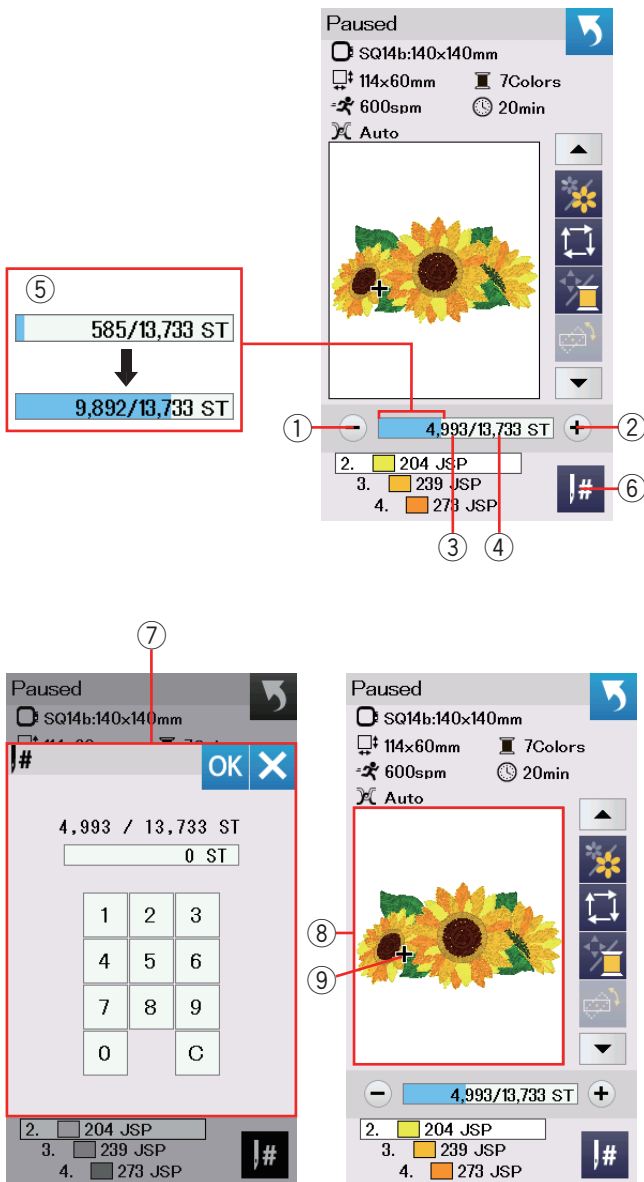 Paused
SQ14b:140x140mm
114x60mm 7Colors
600spm 20min
Auto
⑤
585/13,733 ST
9,892/13,733 ST
① - 4,993/13,733 ST + ②
2. 204 JSP
3. 239 JSP
4. 273 JSP
# ⑥
③ ④
⑦
Paused
SQ14b:140x140mm
#
OK
4,993 / 13,733 ST
0 ST
1 2 3
4 5 6
7 8 9
0 C
2. 204 JSP
3. 239 JSP
4. 273 JSP
#
Paused
SQ14b:140x140mm
114x60mm 7Colors
600spm 20min
Auto
⑧
⑨
- 4,993/13,733 ST +
2. 204 JSP
3. 239 JSP
4. 273 JSP
#